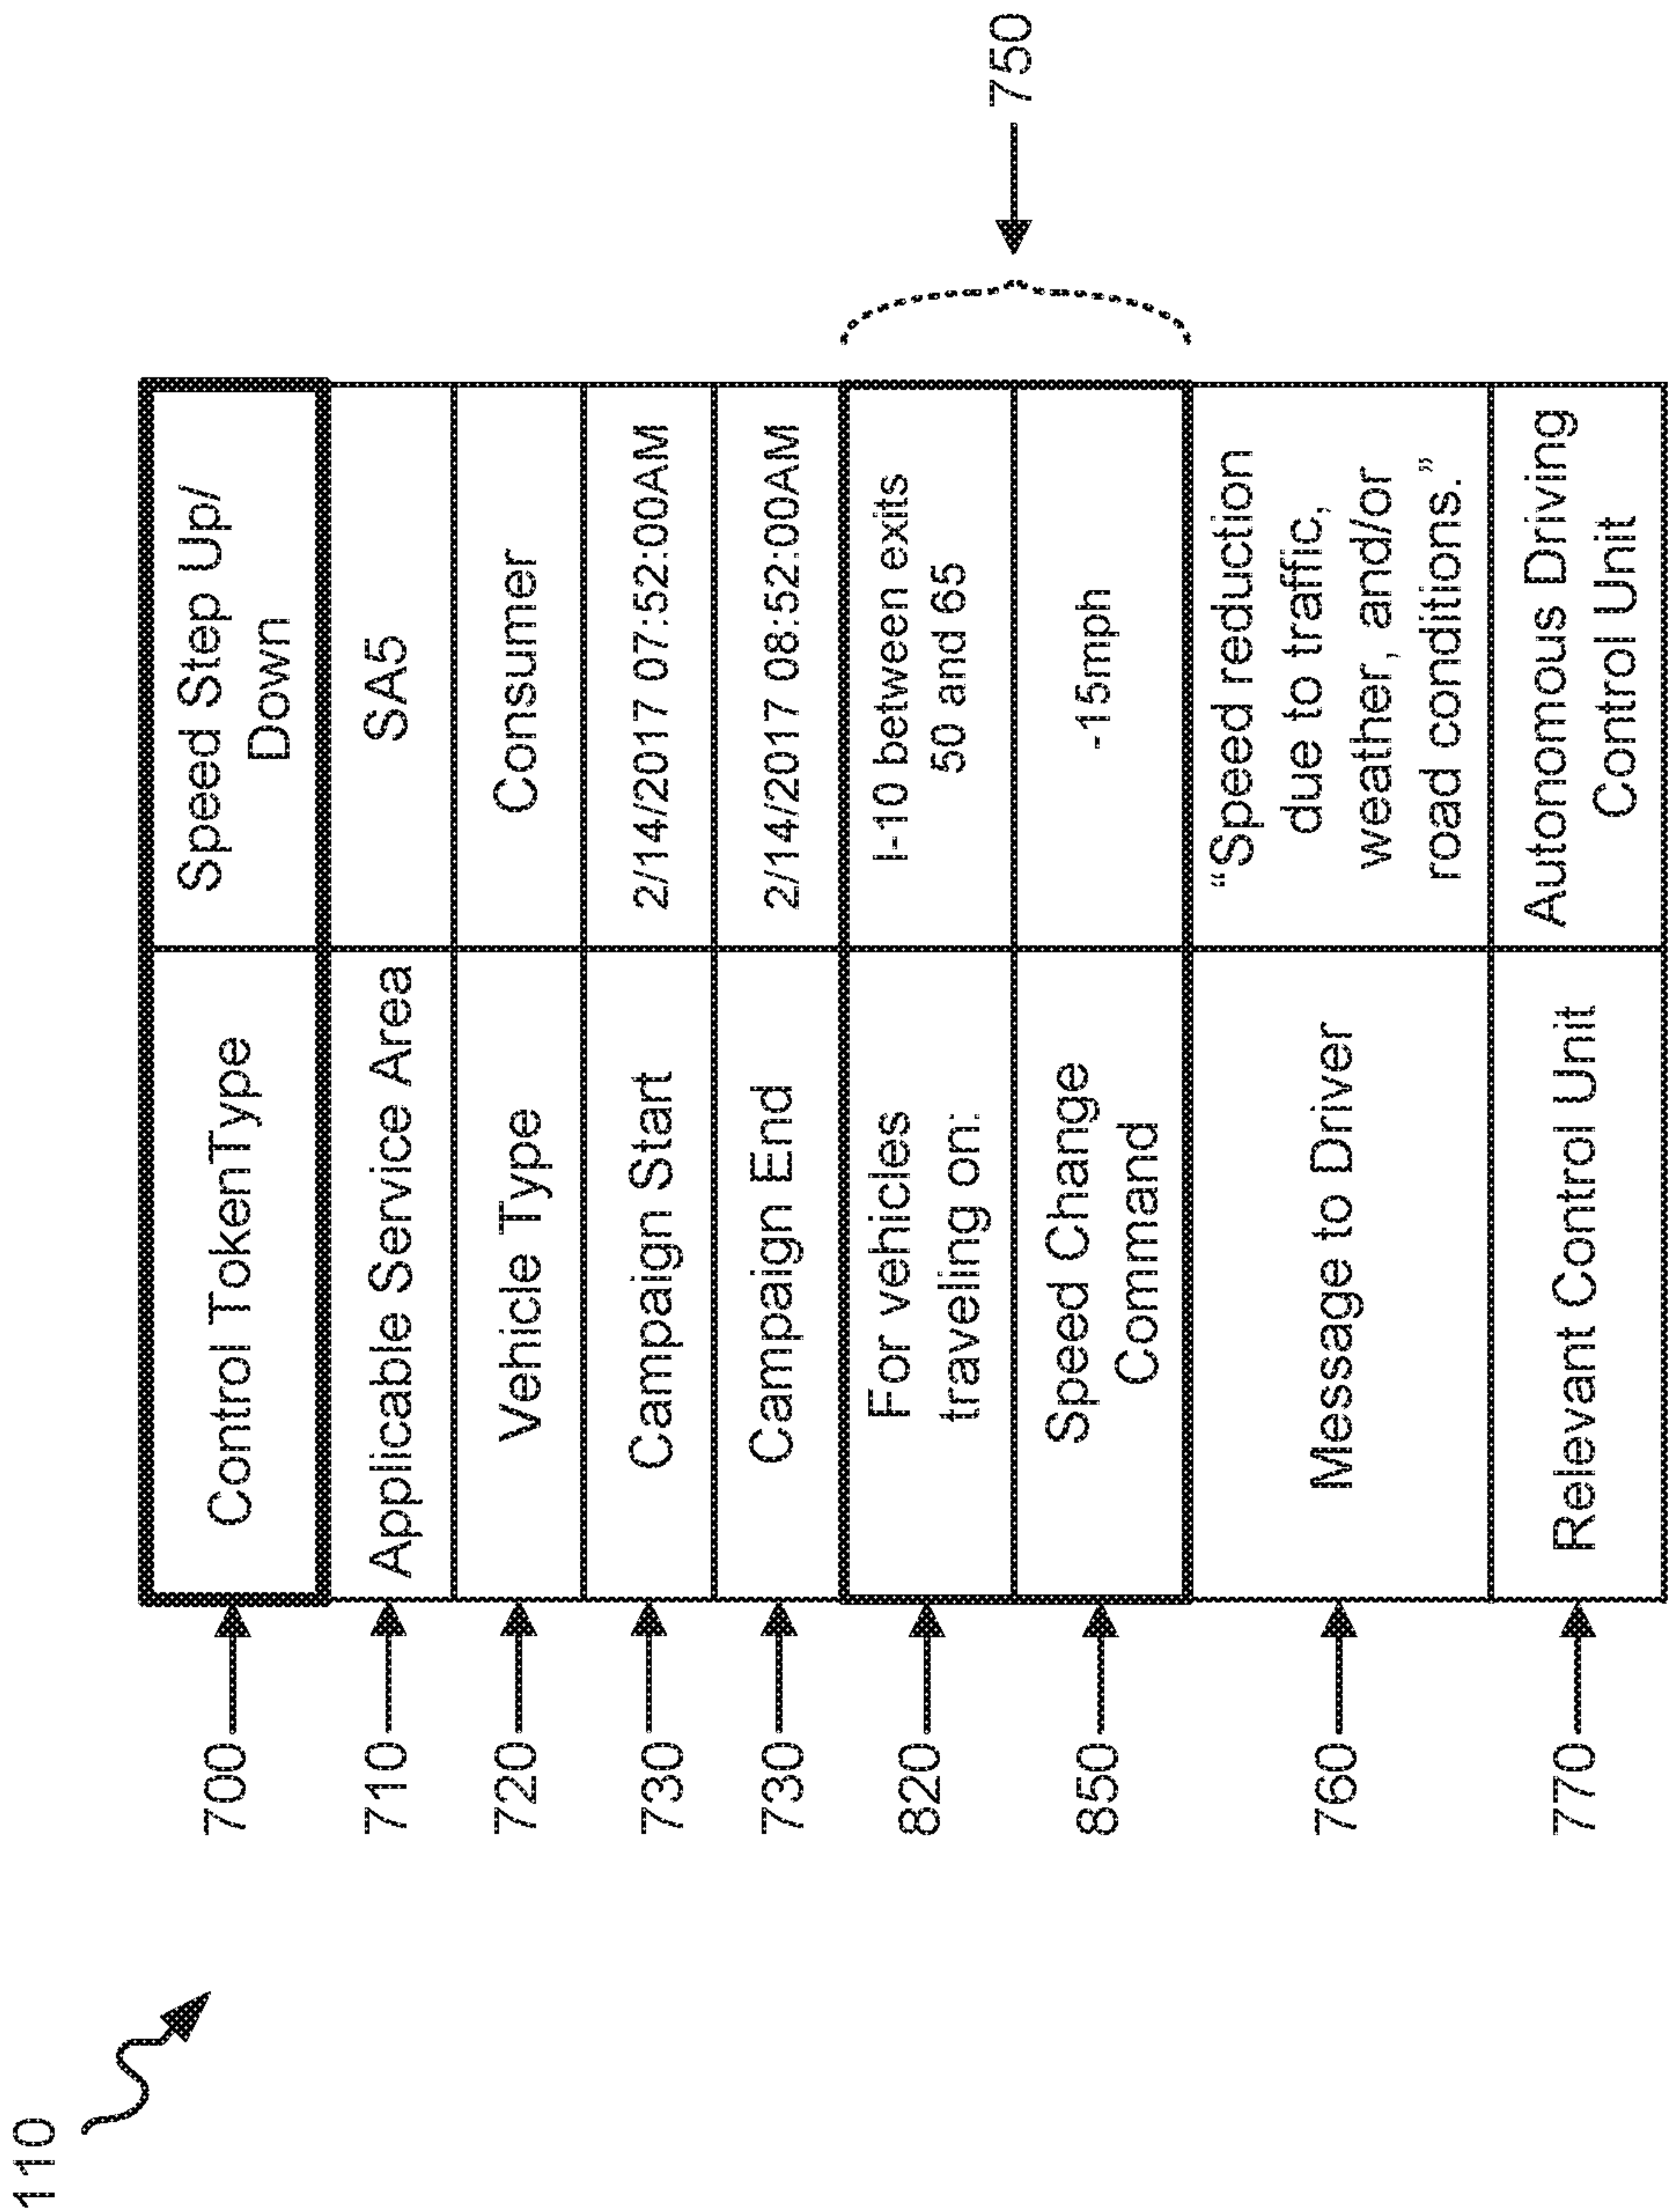 110
700
Control TokenType
Speed Step Up/
Down
710
Applicable Service Area
SA5
720
Vehicle Type
Consumer
730
Campaign Start
2/14/2017 07:52:00AM
730
Campaign End
2/14/2017 08:52:00AM
820
For vehicles
traveling on:
I-10 between exits
50 and 65
850
Speed Change
Command
-15mph
750
760
Message to Driver
“Speed reduction
due to traffic,
weather, and/or
road conditions.”
770
Relevant Control Unit
Autonomous Driving
Control Unit